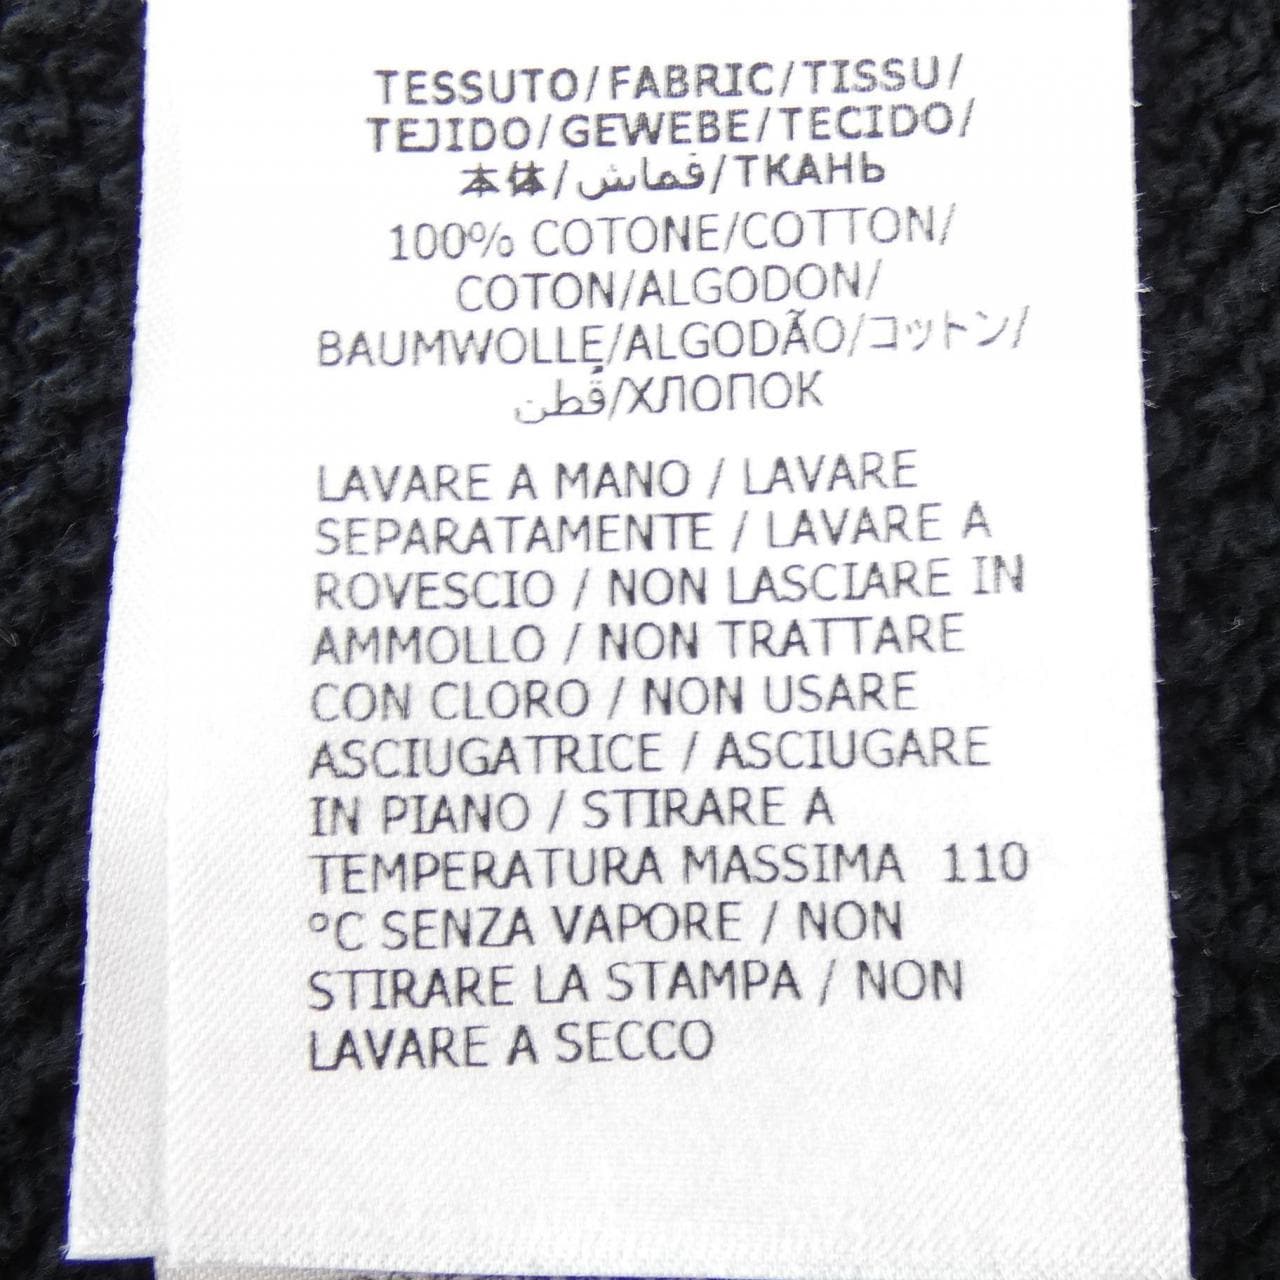 TESSUTO/FABRIC/TISSU/
TEJIDO/GEWEBE/TECIDO/
本体/قماش/ТКАНЬ
100% COTONE/COTTON/
COTON/ALGODON/
BAUMWOLLE/ALGODÃO/コットン/
قطن/ХЛОПОК
LAVARE A MANO / LAVARE
SEPARATAMENTE / LAVARE A
ROVESCIO / NON LASCIARE IN
AMMOLLO / NON TRATTARE
CON CLORO / NON USARE
ASCIUGATRICE / ASCIUGARE
IN PIANO / STIRARE A
TEMPERATURA MASSIMA 110
°C SENZA VAPORE / NON
STIRARE LA STAMPA / NON
LAVARE A SECCO